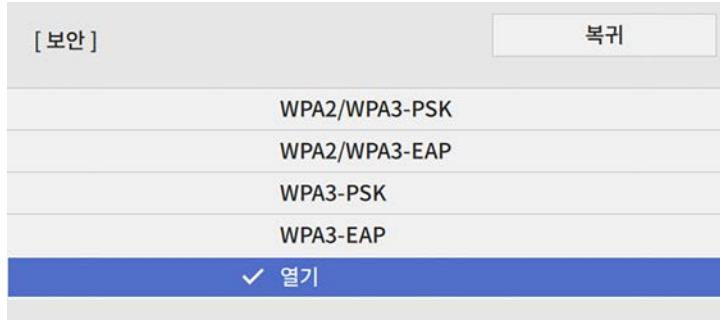 [ 보안 ]
복귀
WPA2/WPA3-PSK
WPA2/WPA3-EAP
WPA3-PSK
WPA3-EAP
열기